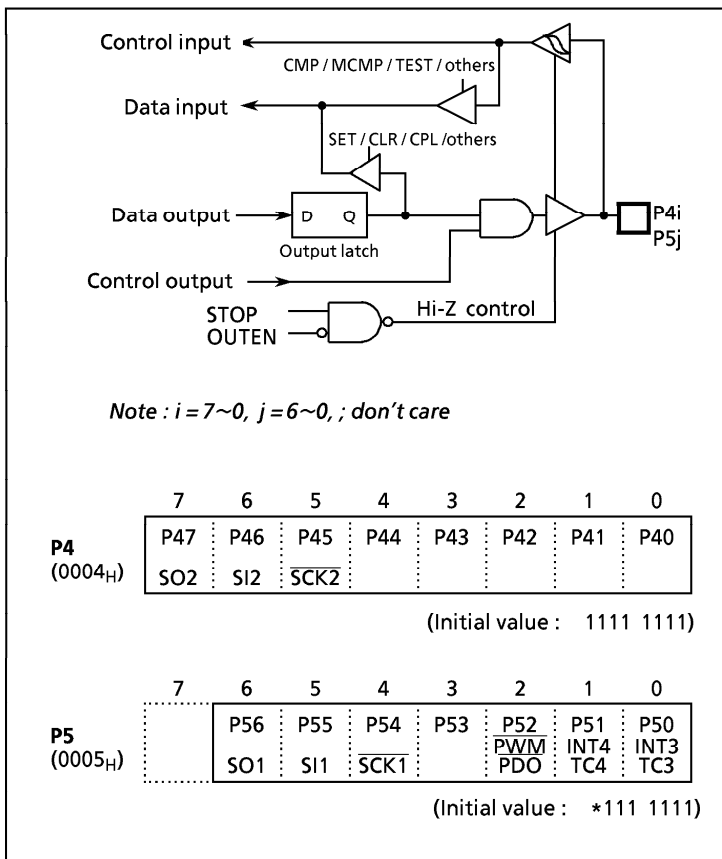 Control input
CMP / MCMP / TEST / others
Data input
SET / CLR / CPL /others
Data output
D Q
P4i
P5j
Output latch
Control output
STOP
OUTEN
Hi-Z control
Note : i = 7~0, j = 6~0, ; don't care
7 6 5 4 3 2 1 0
P4
(0004H)
P47 P46 P45 P44 P43 P42 P41 P40
SO2 SI2 SCK2
(Initial value : 1111 1111)
7 6 5 4 3 2 1 0
P5
(0005H)
P56 P55 P54 P53 P52 P51 P50
PWM INT4 INT3
SO1 SI1 SCK1 PDO TC4 TC3
(Initial value : *111 1111)